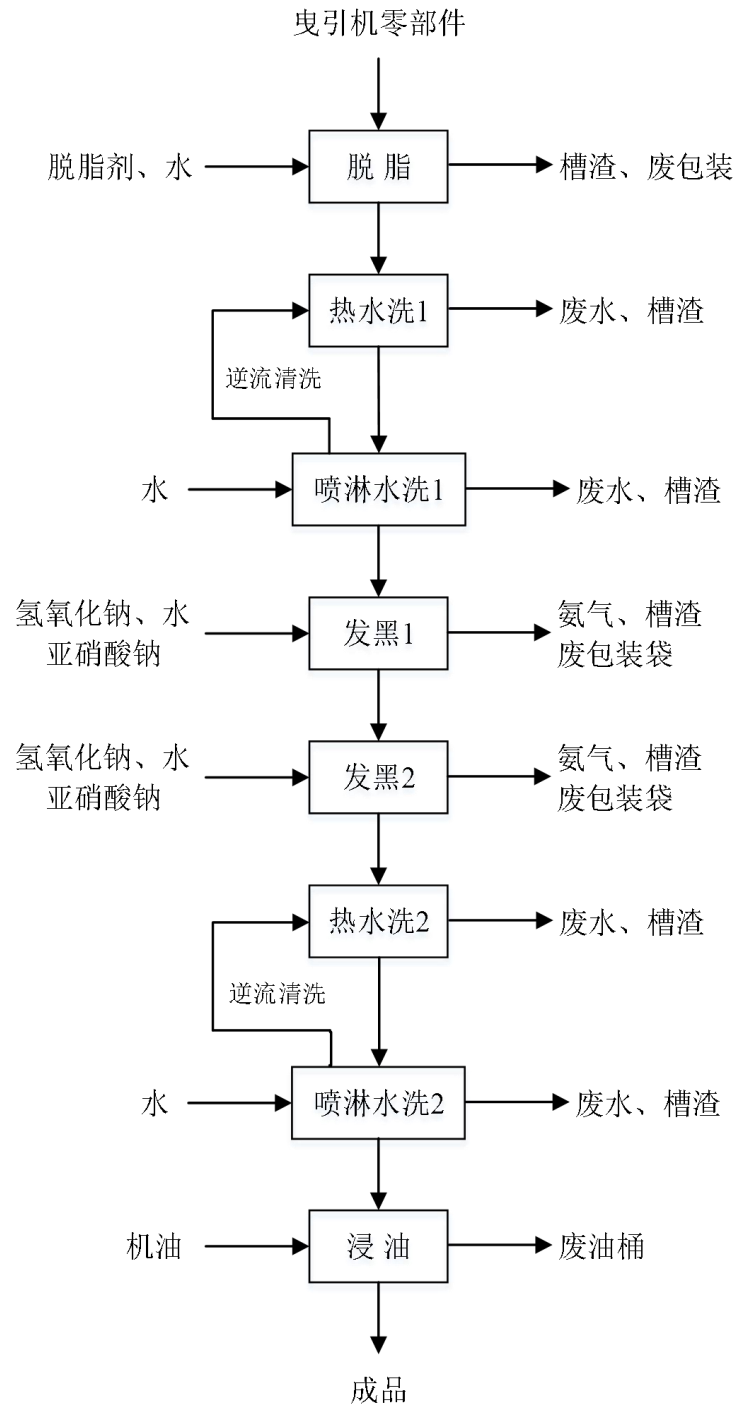 曳引机零部件
脱脂剂、水
脱 脂
槽渣、废包装
热水洗1
废水、槽渣
逆流清洗
水
喷淋水洗1
废水、槽渣
氢氧化钠、水
亚硝酸钠
发黑1
氨气、槽渣
废包装袋
氢氧化钠、水
亚硝酸钠
发黑2
氨气、槽渣
废包装袋
热水洗2
废水、槽渣
逆流清洗
水
喷淋水洗2
废水、槽渣
机油
浸 油
废油桶
成品